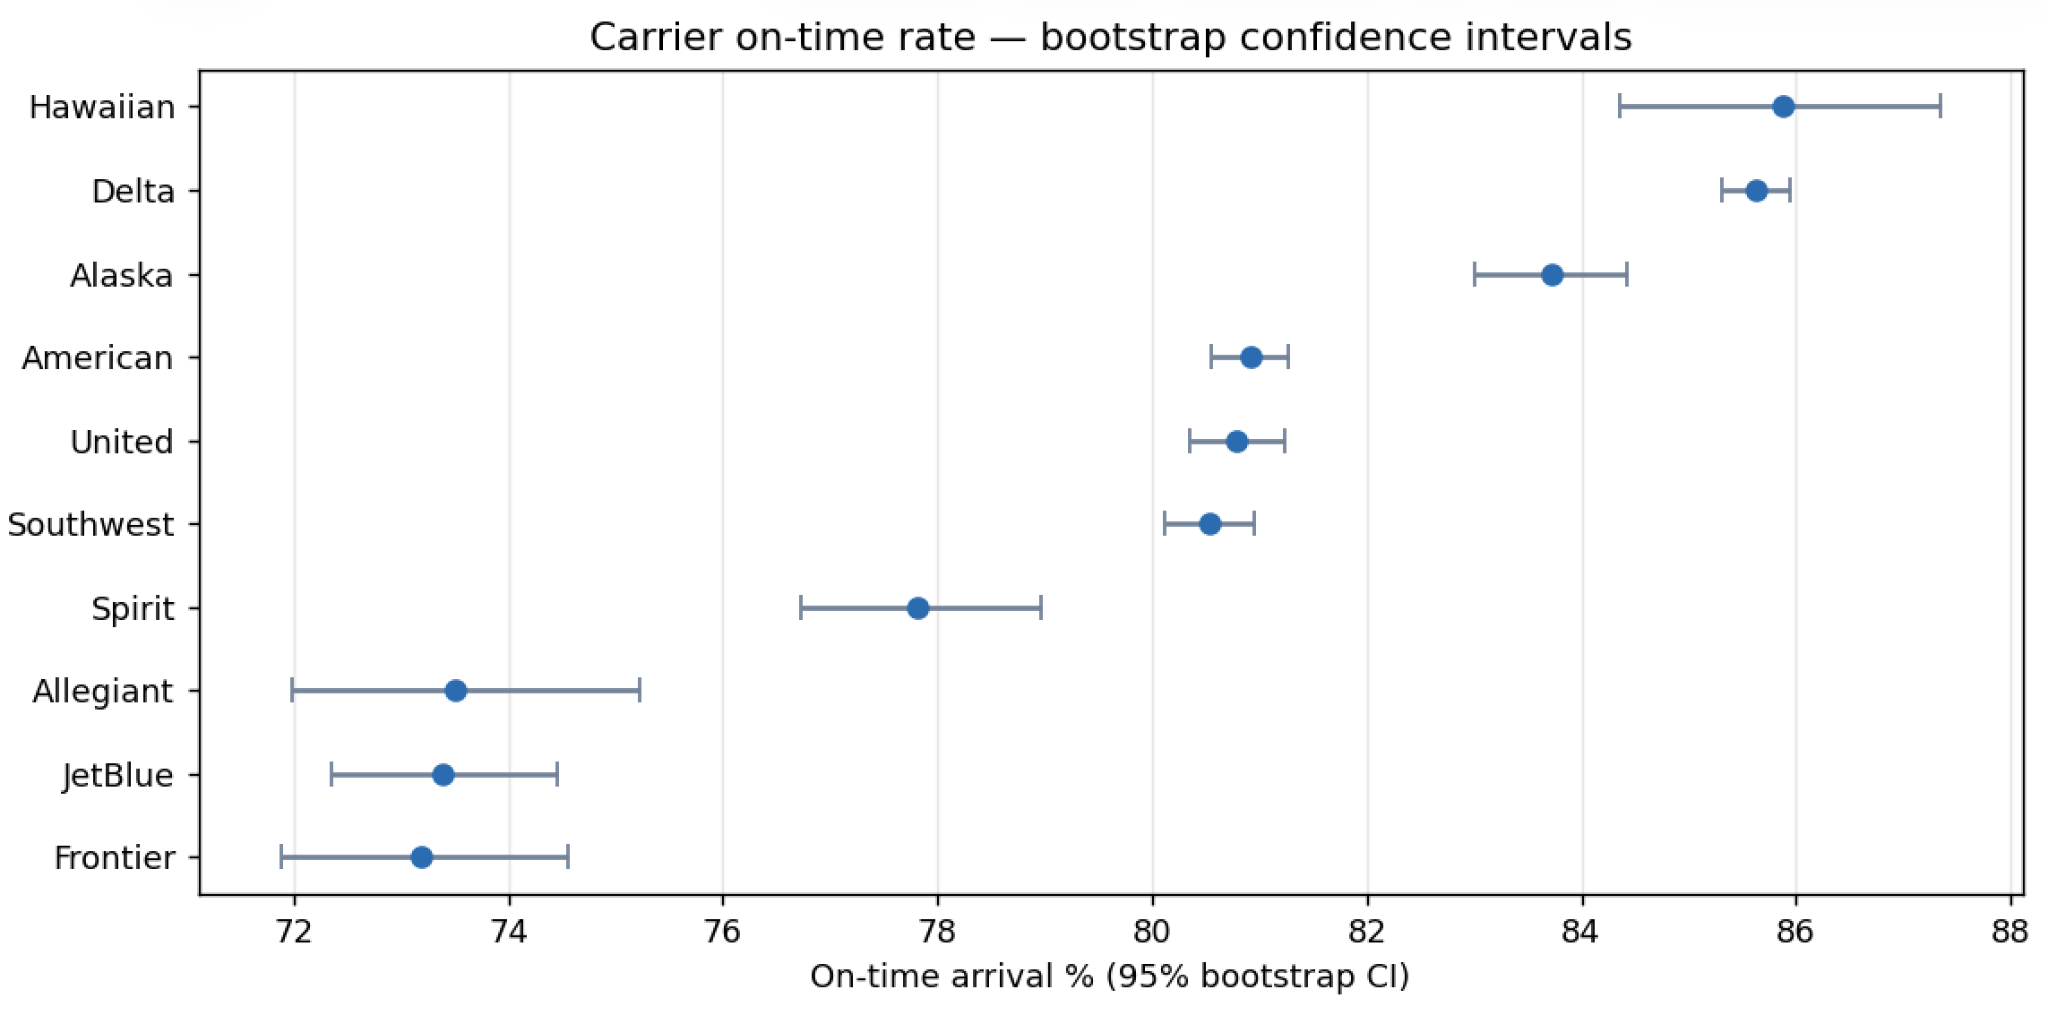 Carrier on-time rate — bootstrap confidence intervals
Hawaiian
Delta
Alaska
American
United
Southwest
Spirit
Allegiant
JetBlue
Frontier
72 74 76 78 80 82 84 86 88
On-time arrival % (95% bootstrap CI)